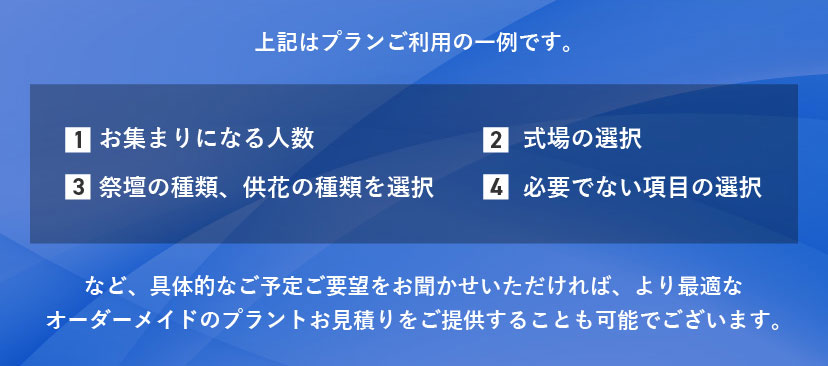 上記はプランご利用の一例です。
1 お集まりになる人数
2 式場の選択
3 祭壇の種類、供花の種類を選択
4 必要でない項目の選択
など、具体的なご予定ご要望をお聞かせいただければ、より最適な
オーダーメイドのプラントお見積りをご提供することも可能でございます。